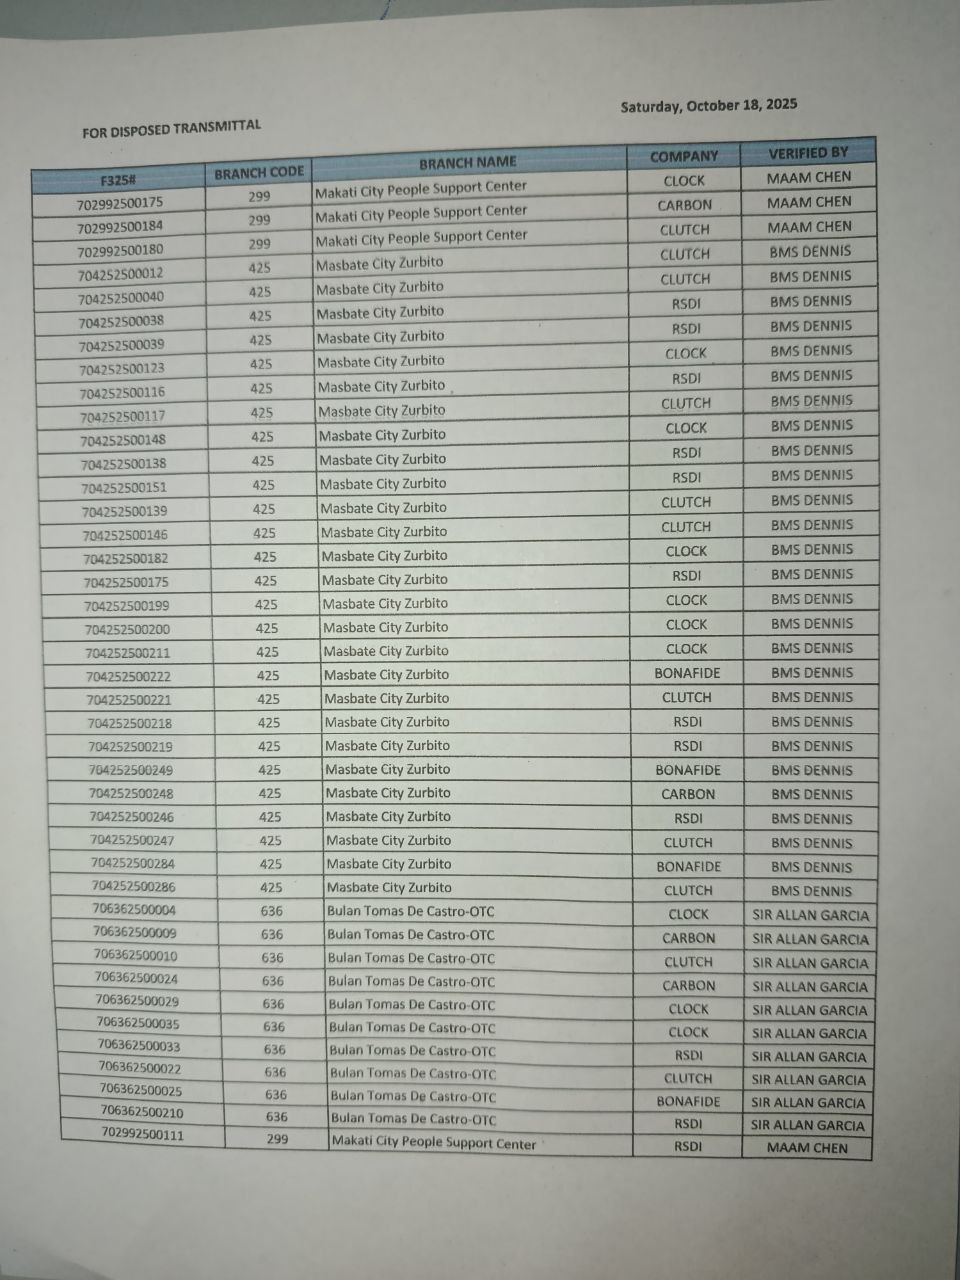 Saturday, October 18, 2025
FOR DISPOSED TRANSMITTAL
F325# BRANCH CODE BRANCH NAME COMPANY VERIFIED BY
702992500175 299 Makati City People Support Center CLOCK MAAM CHEN
702992500184 299 Makati City People Support Center CARBON MAAM CHEN
702992500180 299 Makati City People Support Center CLUTCH MAAM CHEN
704252500012 425 Masbate City Zurbito CLUTCH BMS DENNIS
704252500040 425 Masbate City Zurbito CLUTCH BMS DENNIS
704252500038 425 Masbate City Zurbito RSDI BMS DENNIS
704252500039 425 Masbate City Zurbito RSDI BMS DENNIS
704252500123 425 Masbate City Zurbito CLOCK BMS DENNIS
704252500116 425 Masbate City Zurbito RSDI BMS DENNIS
704252500117 425 Masbate City Zurbito CLUTCH BMS DENNIS
704252500148 425 Masbate City Zurbito CLOCK BMS DENNIS
704252500138 425 Masbate City Zurbito RSDI BMS DENNIS
704252500151 425 Masbate City Zurbito RSDI BMS DENNIS
704252500139 425 Masbate City Zurbito CLUTCH BMS DENNIS
704252500146 425 Masbate City Zurbito CLUTCH BMS DENNIS
704252500182 425 Masbate City Zurbito CLOCK BMS DENNIS
704252500175 425 Masbate City Zurbito RSDI BMS DENNIS
704252500199 425 Masbate City Zurbito CLOCK BMS DENNIS
704252500200 425 Masbate City Zurbito CLOCK BMS DENNIS
704252500211 425 Masbate City Zurbito CLOCK BMS DENNIS
704252500222 425 Masbate City Zurbito BONAFIDE BMS DENNIS
704252500221 425 Masbate City Zurbito CLUTCH BMS DENNIS
704252500218 425 Masbate City Zurbito RSDI BMS DENNIS
704252500219 425 Masbate City Zurbito RSDI BMS DENNIS
704252500249 425 Masbate City Zurbito BONAFIDE BMS DENNIS
704252500248 425 Masbate City Zurbito CARBON BMS DENNIS
704252500246 425 Masbate City Zurbito RSDI BMS DENNIS
704252500247 425 Masbate City Zurbito CLUTCH BMS DENNIS
704252500284 425 Masbate City Zurbito BONAFIDE BMS DENNIS
704252500286 425 Masbate City Zurbito CLUTCH BMS DENNIS
706362500004 636 Bulan Tomas De Castro-OTC CLOCK SIR ALLAN GARCIA
706362500009 636 Bulan Tomas De Castro-OTC CARBON SIR ALLAN GARCIA
706362500010 636 Bulan Tomas De Castro-OTC CLUTCH SIR ALLAN GARCIA
706362500024 636 Bulan Tomas De Castro-OTC CARBON SIR ALLAN GARCIA
706362500029 636 Bulan Tomas De Castro-OTC CLOCK SIR ALLAN GARCIA
706362500035 636 Bulan Tomas De Castro-OTC CLOCK SIR ALLAN GARCIA
706362500033 636 Bulan Tomas De Castro-OTC RSDI SIR ALLAN GARCIA
706362500022 636 Bulan Tomas De Castro-OTC CLUTCH SIR ALLAN GARCIA
706362500025 636 Bulan Tomas De Castro-OTC BONAFIDE SIR ALLAN GARCIA
706362500210 636 Bulan Tomas De Castro-OTC RSDI SIR ALLAN GARCIA
702992500111 299 Makati City People Support Center RSDI MAAM CHEN